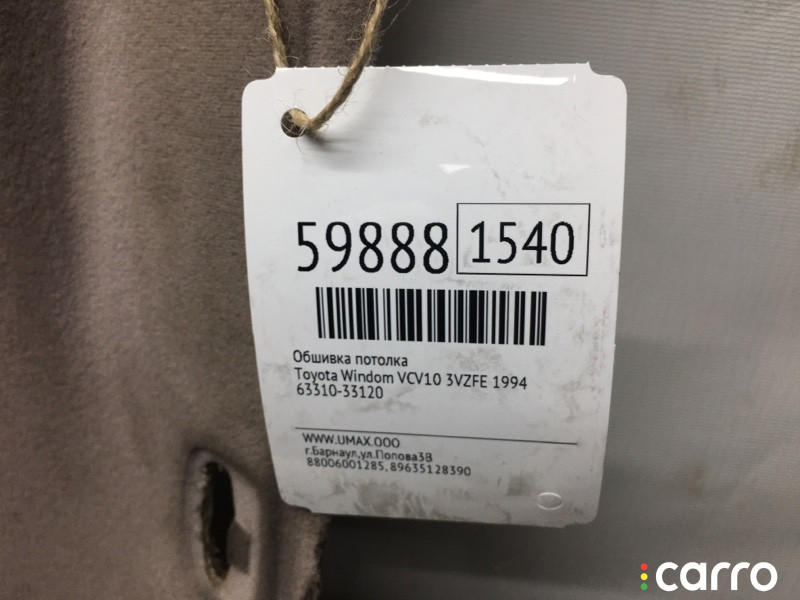 59888 1540
Обшивка потолка
Toyota Windom VCV10 3VZFE 1994
63310-33120
WWW.UMAX.OOO
г.Барнаул,ул.Попова3В
88006001285, 89635128390
carro